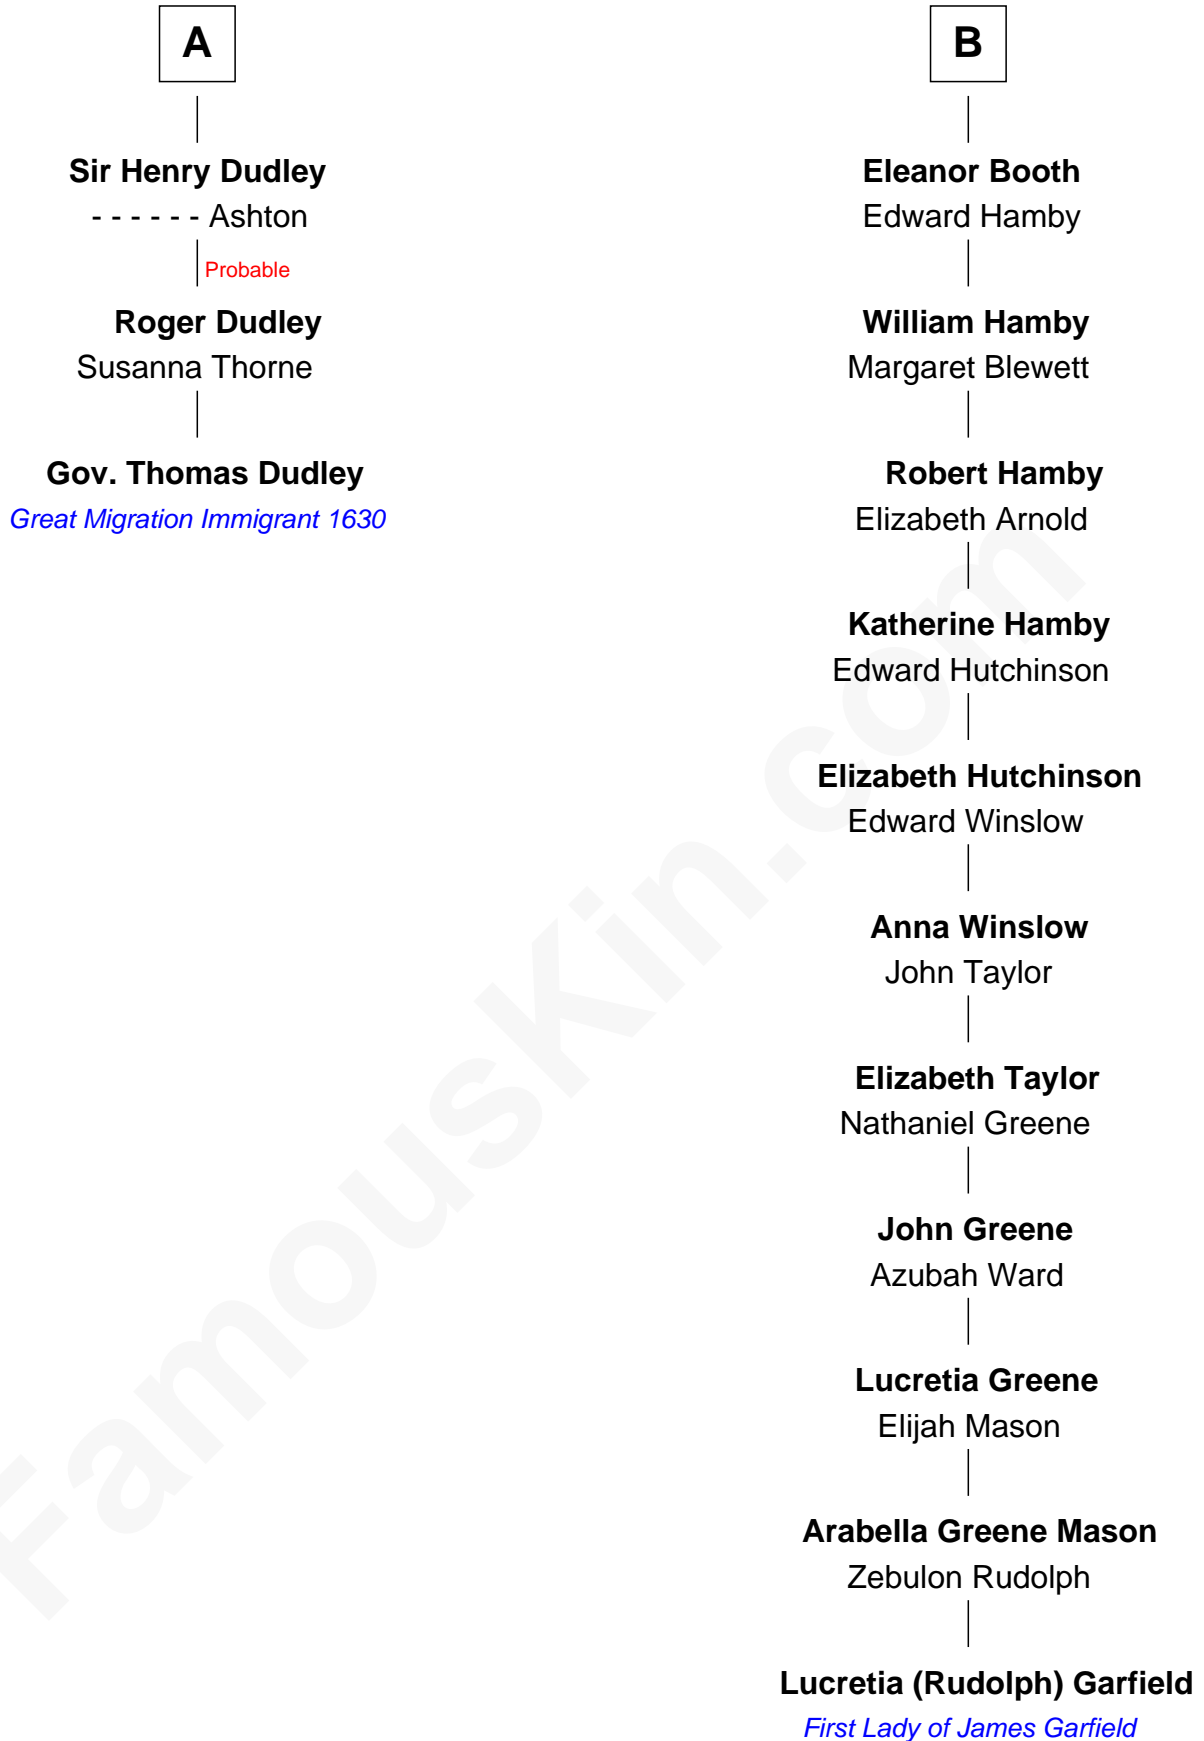 A
Sir Henry Dudley
- - - - - - Ashton
Probable
Roger Dudley
Susanna Thorne
Gov. Thomas Dudley
Great Migration Immigrant 1630
B
Eleanor Booth
Edward Hamby
William Hamby
Margaret Blewett
Robert Hamby
Elizabeth Arnold
Katherine Hamby
Edward Hutchinson
Elizabeth Hutchinson
Edward Winslow
Anna Winslow
John Taylor
Elizabeth Taylor
Nathaniel Greene
John Greene
Azubah Ward
Lucretia Greene
Elijah Mason
Arabella Greene Mason
Zebulon Rudolph
Lucretia (Rudolph) Garfield
First Lady of James Garfield
FamousKin.com